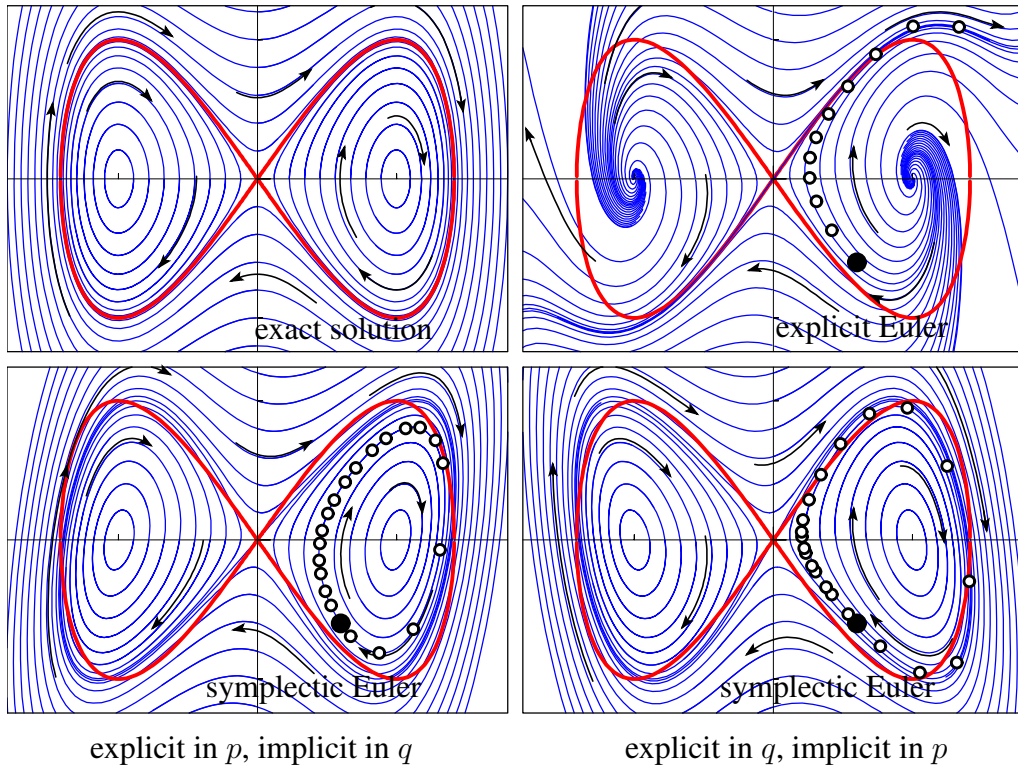 exact solution
explicit Euler
symplectic Euler
symplectic Euler
explicit in p, implicit in q
explicit in q, implicit in p